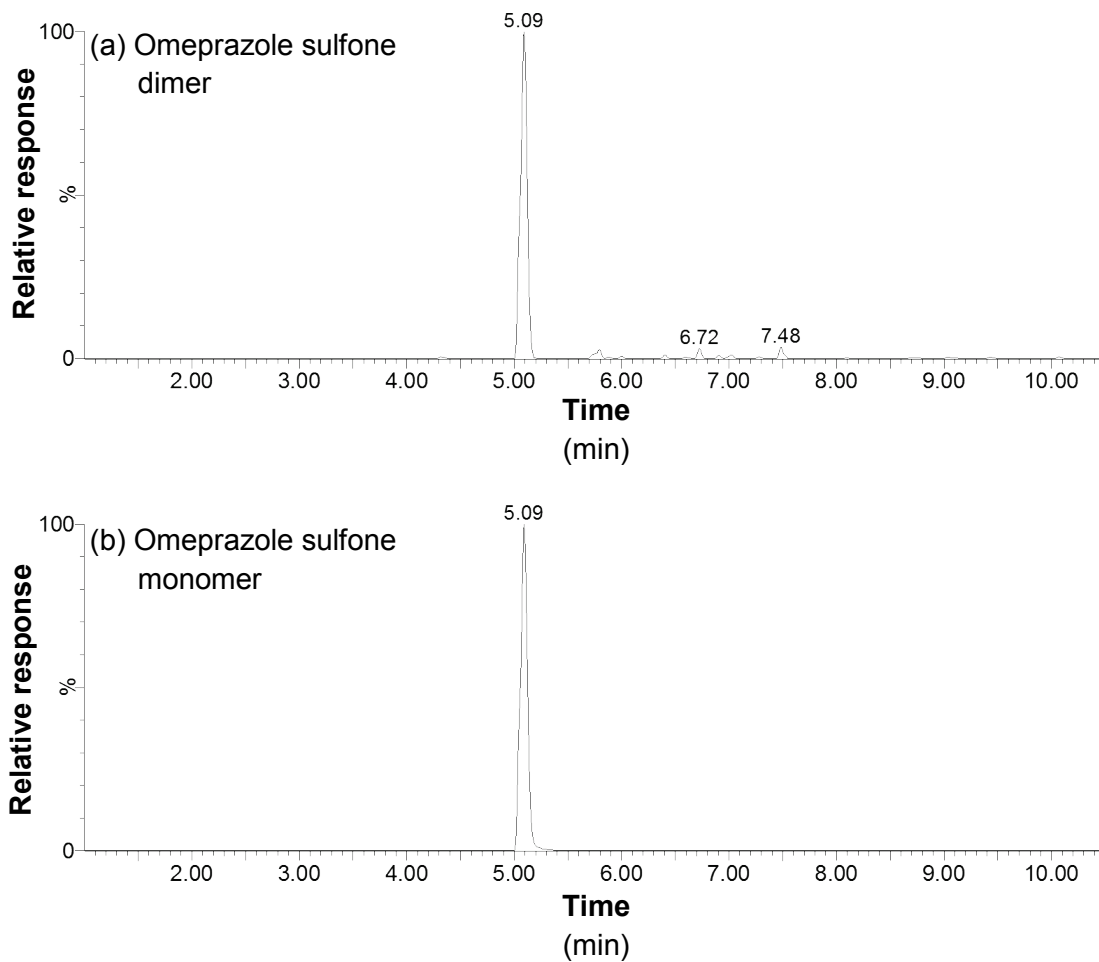 5.09
100
(a) Omeprazole sulfone
dimer
Relative response
%
6.72
7.48
0
2.00 3.00 4.00 5.00 6.00 7.00 8.00 9.00 10.00
Time
(min)
5.09
100
(b) Omeprazole sulfone
monomer
Relative response
%
0
2.00 3.00 4.00 5.00 6.00 7.00 8.00 9.00 10.00
Time
(min)